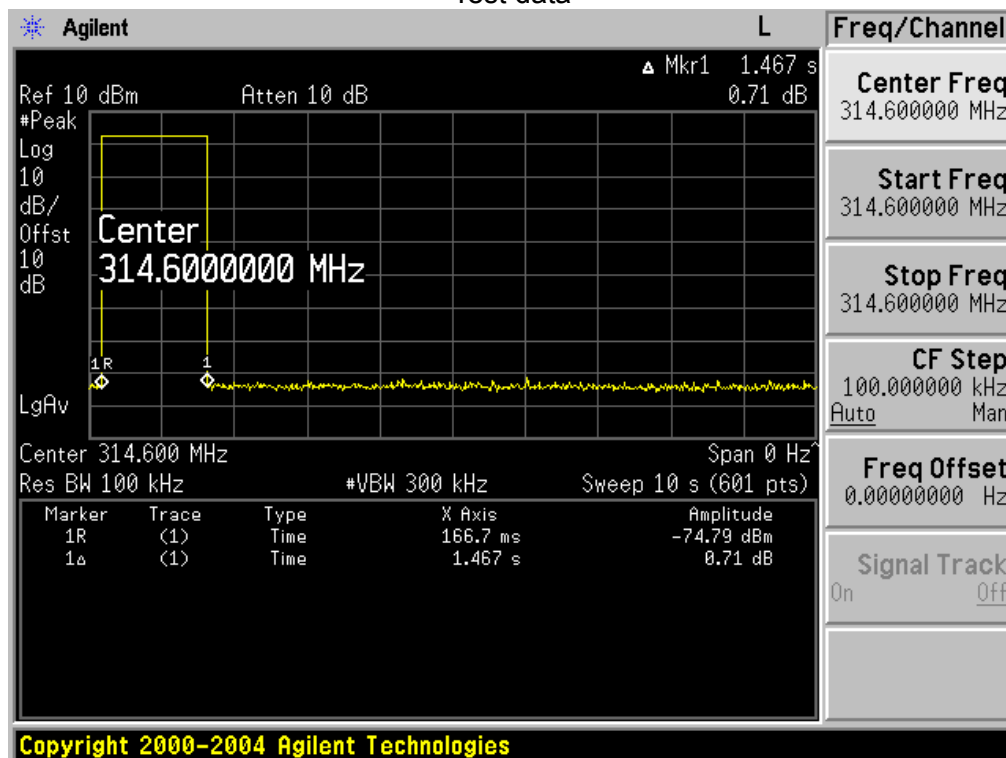 Test data
Agilent L Freq/Channel
Δ Mkr1 1.467 s
Ref 10 dBm Atten 10 dB 0.71 dB
#Peak
Log
10
dB/
Offst
10
dB
Center
314.6000000 MHz
1R 1
LgAv
Center 314.600 MHz Span 0 Hz^
Res BW 100 kHz #VBW 300 kHz Sweep 10 s (601 pts)
Marker Trace Type X Axis Amplitude
1R (1) Time 166.7 ms -74.79 dBm
1Δ (1) Time 1.467 s 0.71 dB
Center Freq
314.600000 MHz
Start Freq
314.600000 MHz
Stop Freq
314.600000 MHz
CF Step
100.000000 kHz
Auto Man
Freq Offset
0.00000000 Hz
Signal Track
On Off
Copyright 2000-2004 Agilent Technologies